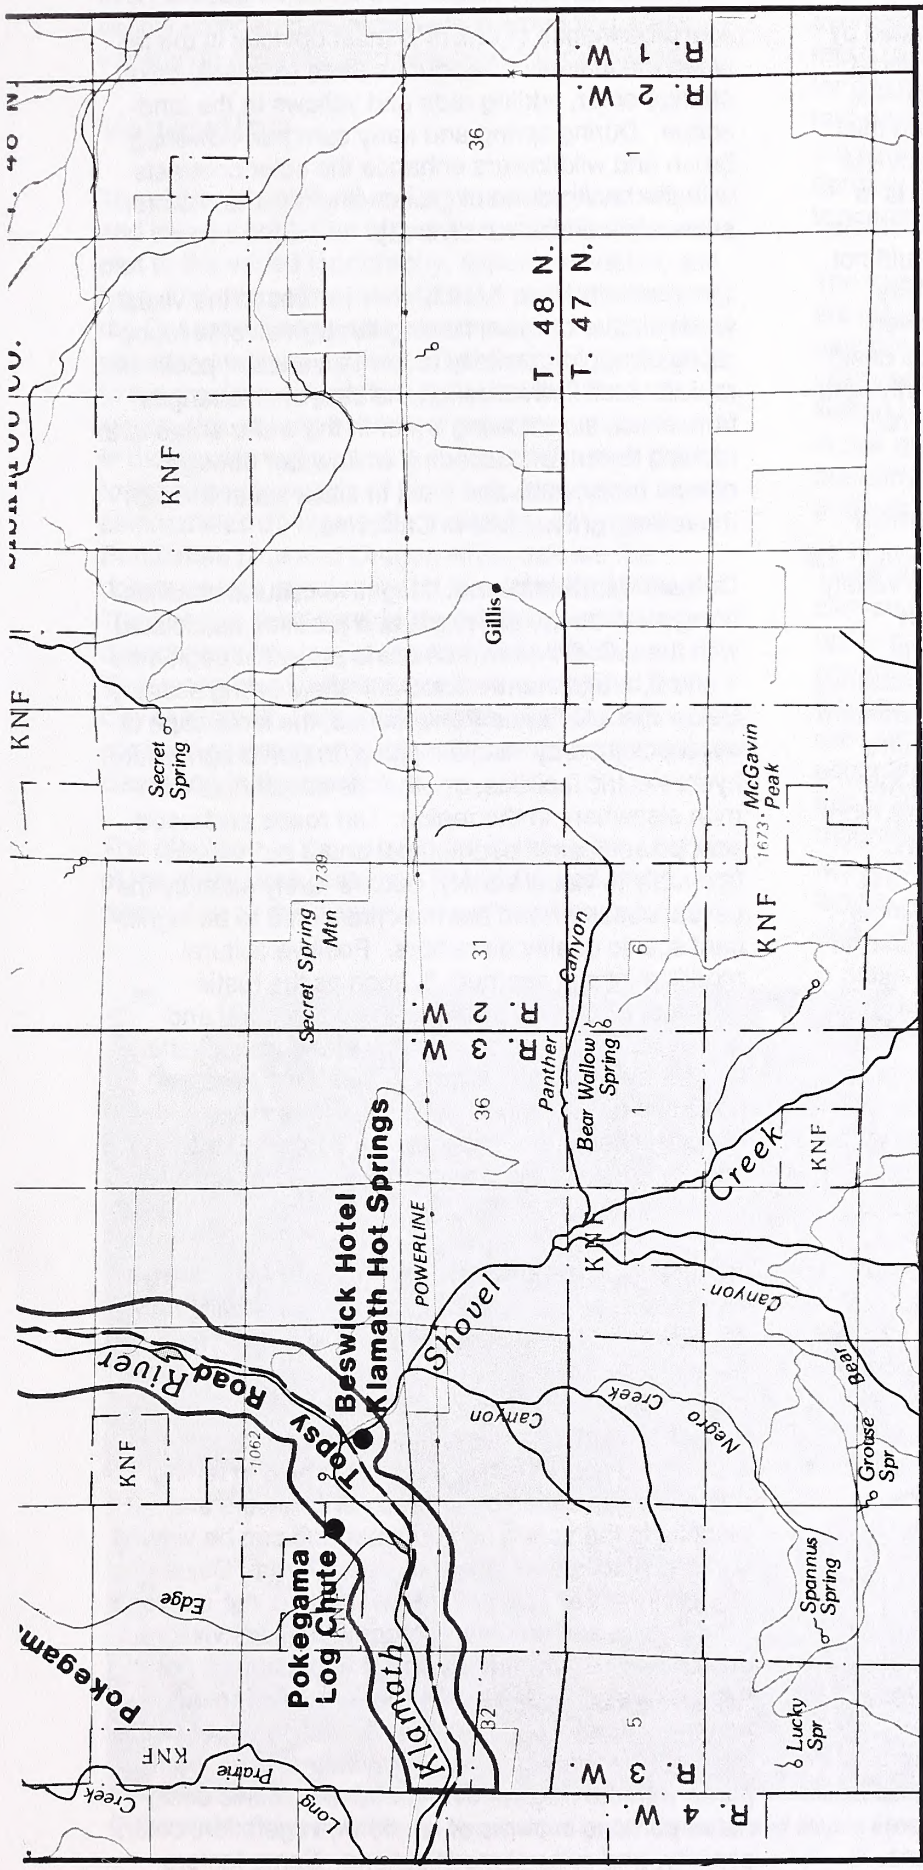 Pokegam
Creek
KNF
Prairie
Long
Edge
Pokegama
Log Chute
KNF
Klamath
River
Topsy Road
KNF
1062
Beswick Hotel
Klamath Hot Springs
POWERLINE
Shovel
Creek
Canyon
Negro
Creek
Canyon
Bear
Grouse
Spr
Spannus
Spring
Lucky
Spr
32
5
R. 3 W.
R. 4 W.
KNF
KNF
36
1
R. 2 W.
R. 3 W.
31
6
Panther
Canyon
Bear Wallow
Spring
Secret Spring
Mtn
1739
Secret
Spring
KNF
KNF
KNF
1673
McGavin
Peak
Gillis
T. 48 N
T. 47 N.
36
R. 1 W.
R. 2 W.
48 N.